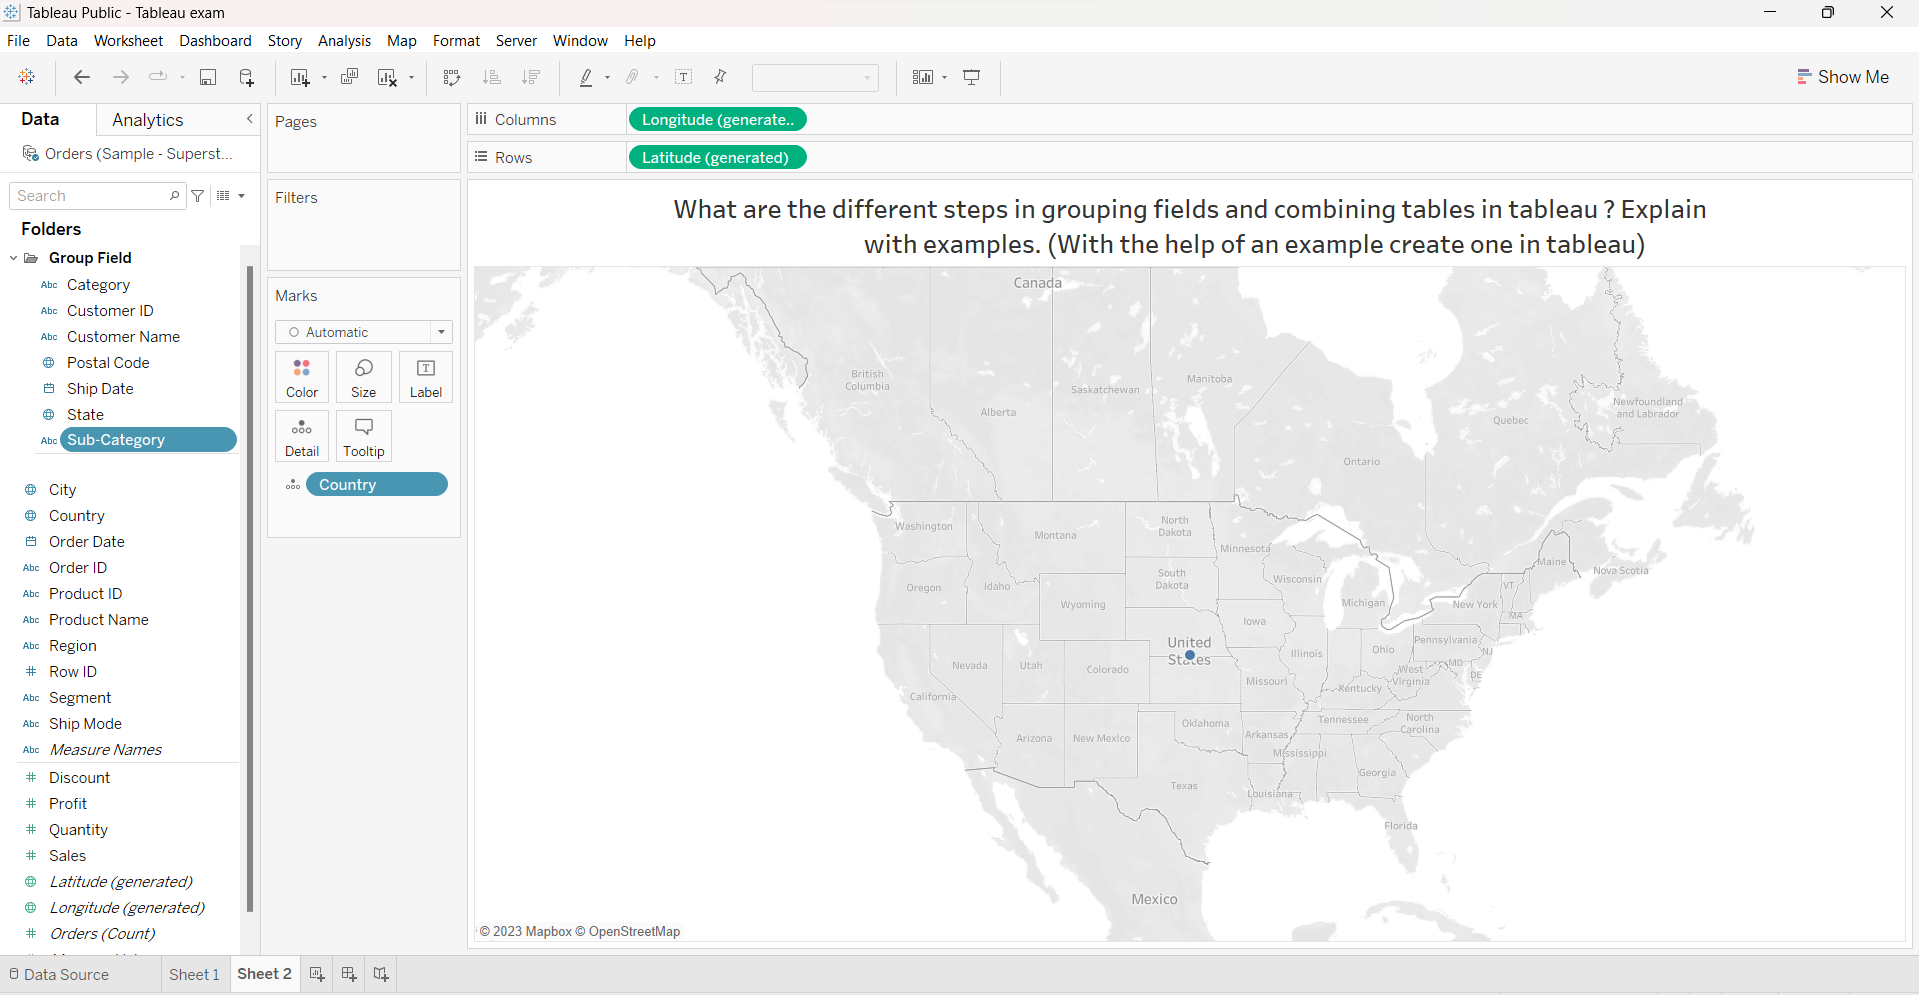 Tableau Public - Tableau exam
File Data Worksheet Dashboard Story Analysis Map Format Server Window Help
Show Me
Data Analytics
Orders (Sample - Superst...
Search
Folders
Group Field
Abc Category
Abc Customer ID
Abc Customer Name
Postal Code
Ship Date
State
Abc Sub-Category
City
Country
Order Date
Abc Order ID
Abc Product ID
Abc Product Name
Abc Region
# Row ID
Abc Segment
Abc Ship Mode
Abc Measure Names
# Discount
# Profit
# Quantity
# Sales
Latitude (generated)
Longitude (generated)
# Orders (Count)
Pages
Filters
Marks
Automatic
Color Size Label
Detail Tooltip
Country
Columns Longitude (generate..
Rows Latitude (generated)
What are the different steps in grouping fields and combining tables in tableau ? Explain
with examples. (With the help of an example create one in tableau)
Canada
British
Columbia
Alberta
Saskatchewan
Manitoba
Ontario
Quebec
Newfoundland
and Labrador
Nova Scotia
Washington
Montana
North
Dakota
Minnesota
Maine
Oregon
Idaho
South
Dakota
Wisconsin
VT
Wyoming
Michigan
New York
MA
Iowa
United
States
Pennsylvania
Nevada
Utah
Colorado
Illinois
Ohio
NJ
MD
West
Virginia
DE
California
Missouri
Kentucky
Arizona
New Mexico
Oklahoma
Arkansas
Tennessee
North
Carolina
Mississippi
Georgia
Texas
Louisiana
Florida
Mexico
© 2023 Mapbox © OpenStreetMap
Data Source Sheet 1 Sheet 2